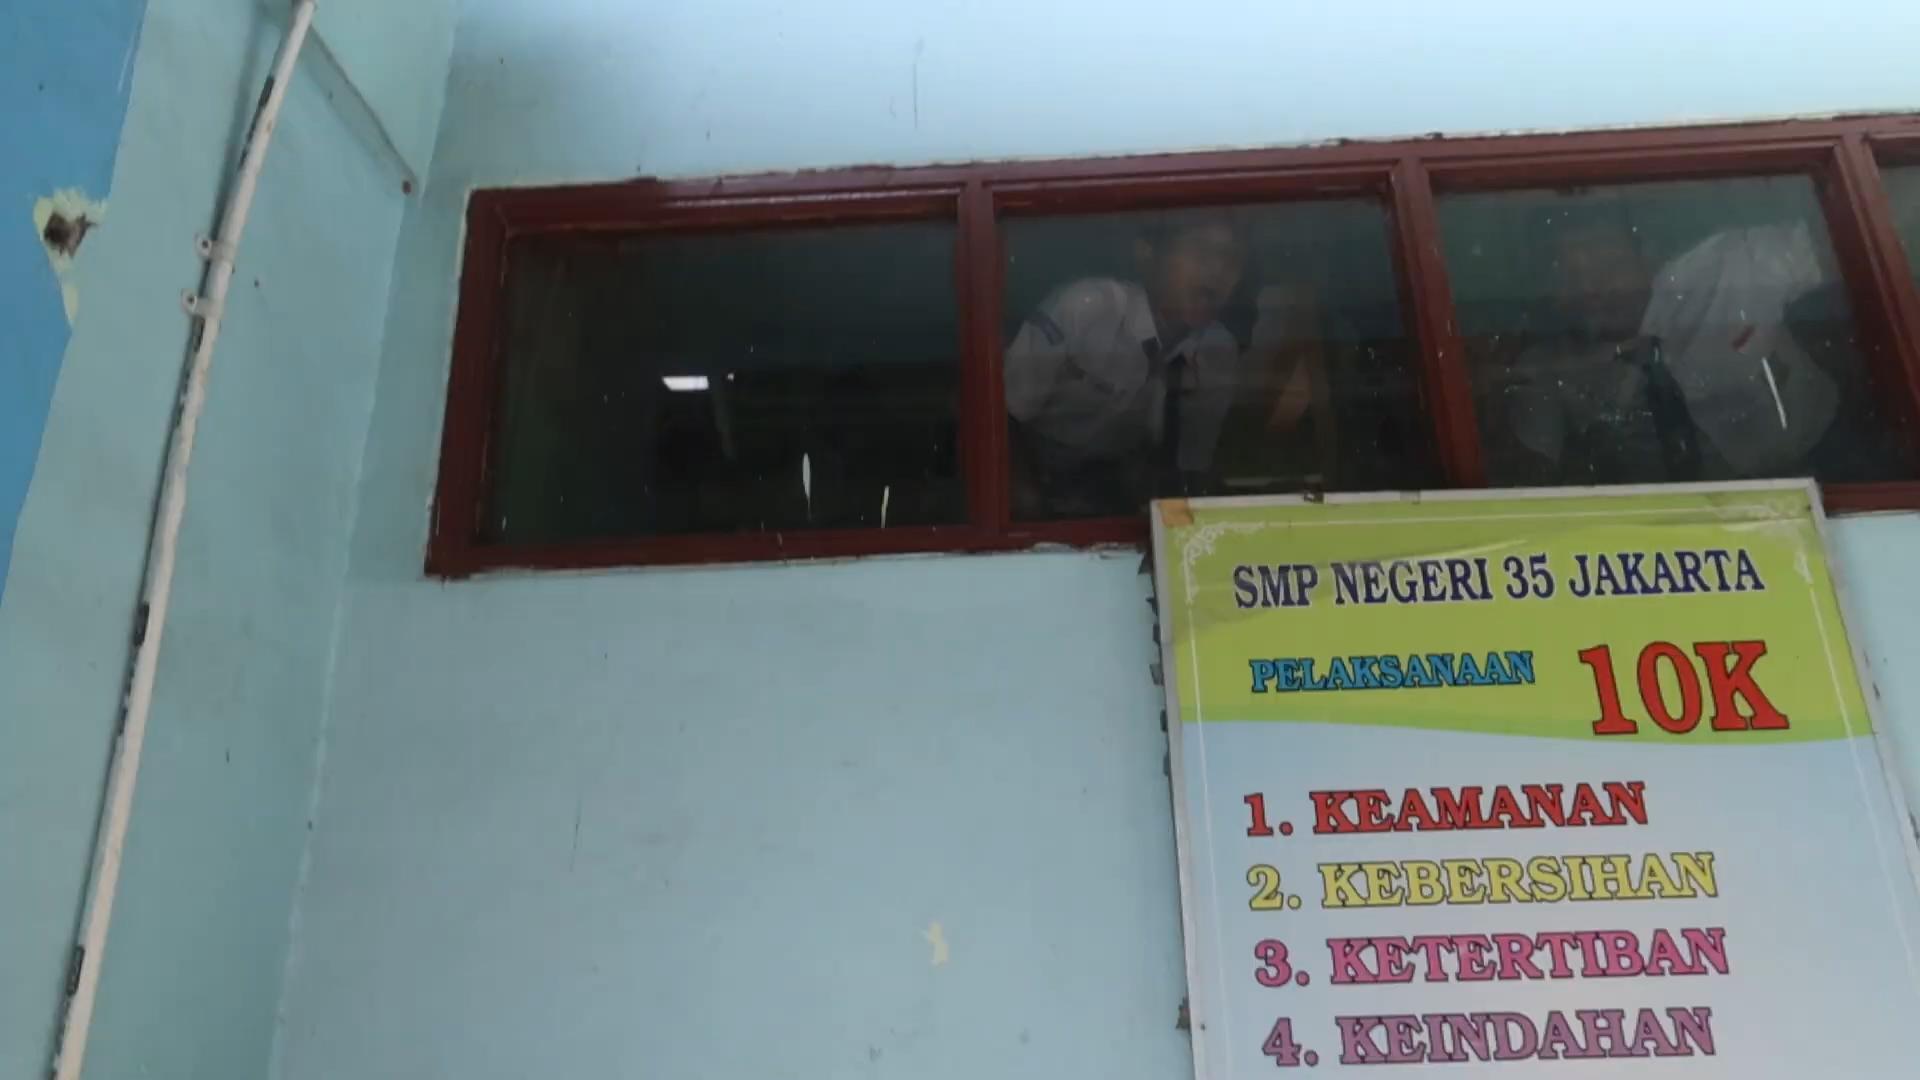 SMP NEGERI 35 JAKARTA
PELAKSANAAN 10K
1. KEAMANAN
2. KEBERSIHAN
3. KETERTIBAN
4. KEINDAHAN